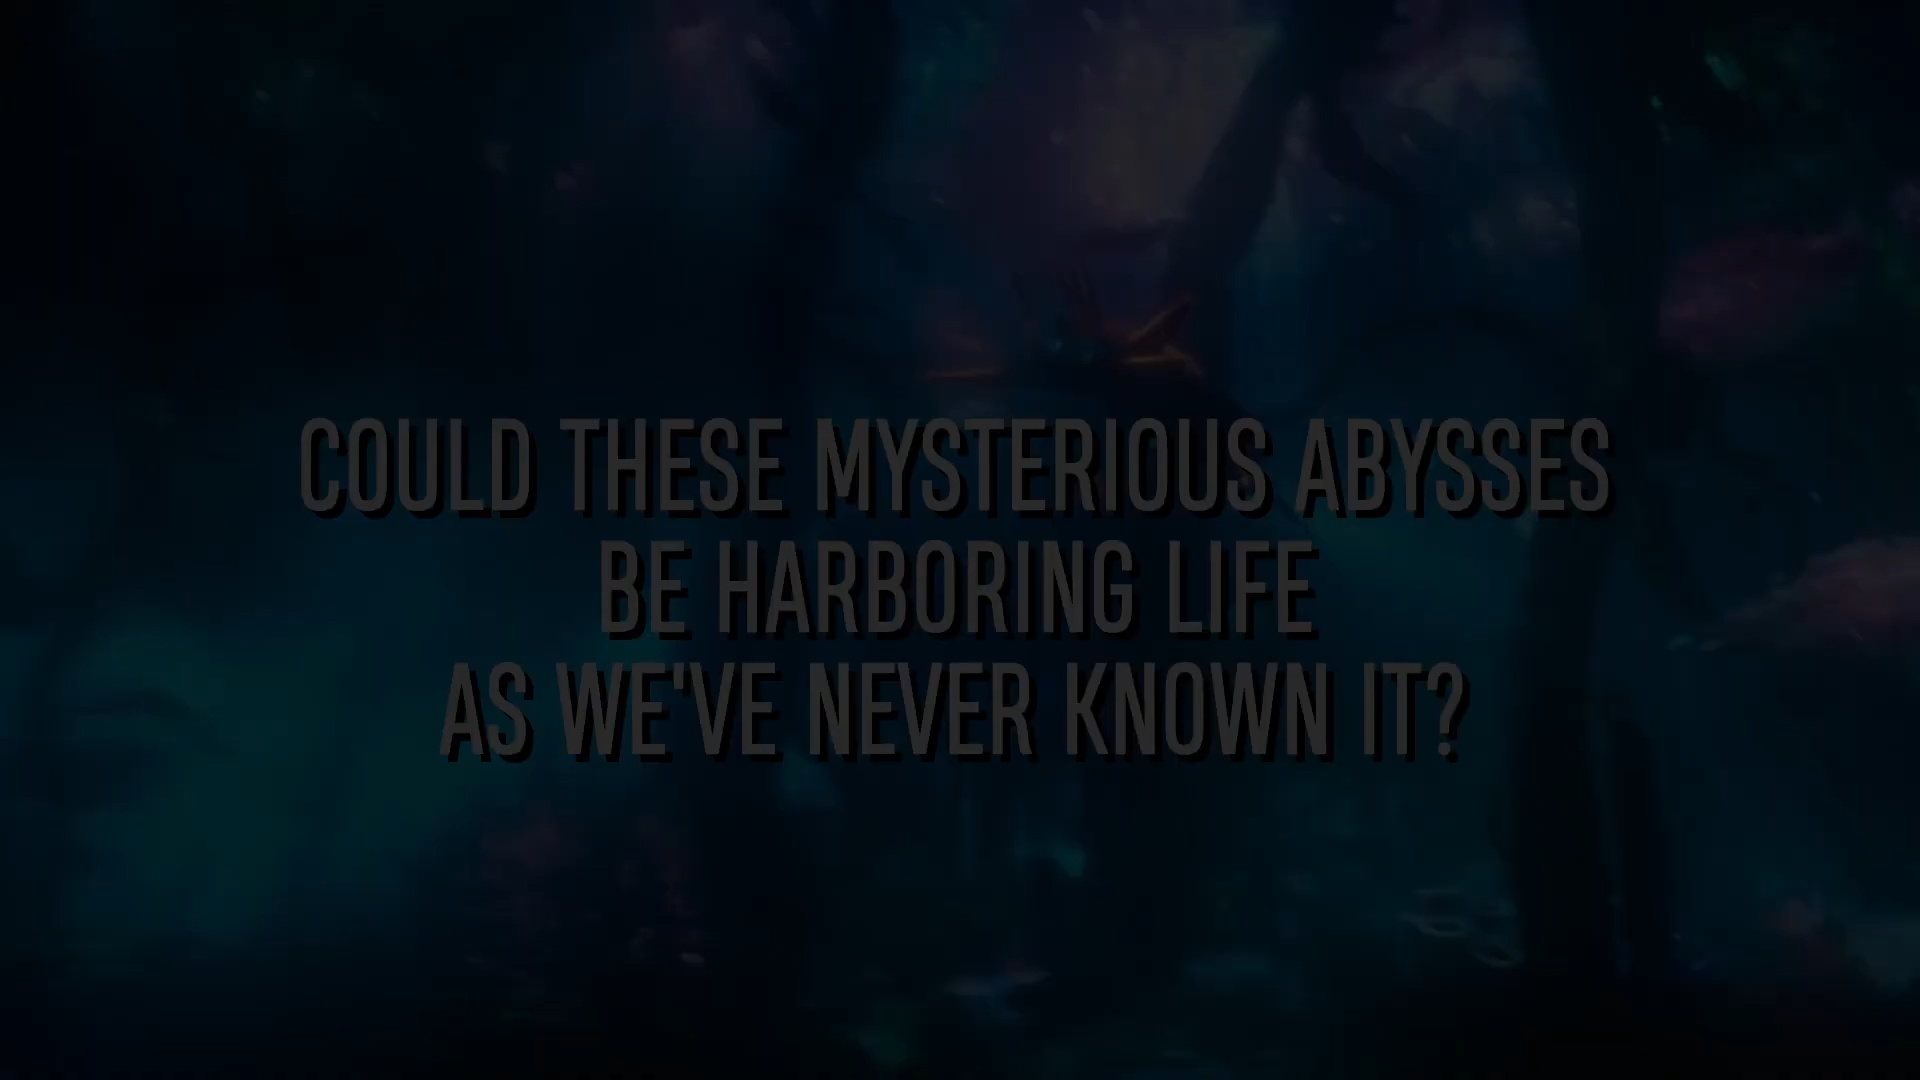 COULD THESE MYSTERIOUS ABYSSES
BE HARBORING LIFE
AS WE'VE NEVER KNOWN IT?